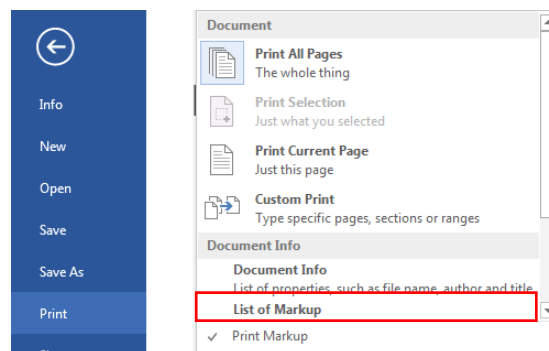 Info
New
Open
Save
Save As
Print
Document
Print All Pages
The whole thing
Print Selection
Just what you selected
Print Current Page
Just this page
Custom Print
Type specific pages, sections or ranges
Document Info
Document Info
List of properties, such as file name, author and title
List of Markup
Print Markup